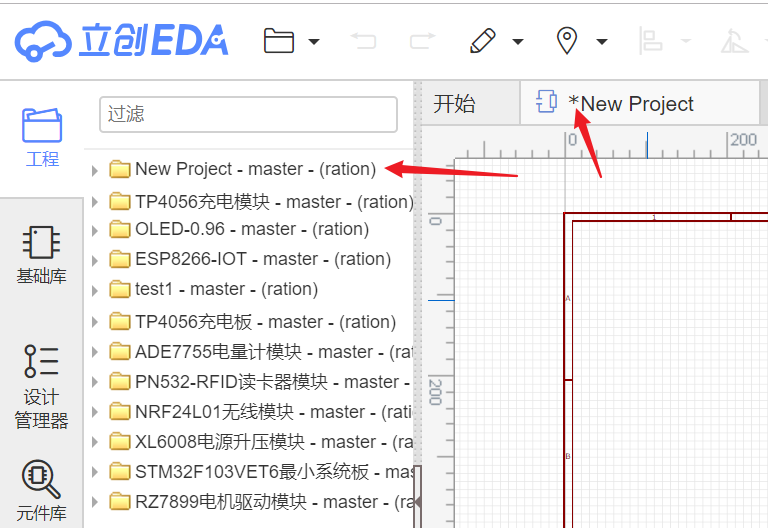 立创EDA
工程
基础库
设计
管理器
元件库
过滤
New Project - master - (ration)
TP4056充电模块 - master - (ration)
OLED-0.96 - master - (ration)
ESP8266-IOT - master - (ration)
test1 - master - (ration)
TP4056充电板 - master - (ration)
ADE7755电量计模块 - master - (rat
PN532-RFID读卡器模块 - master -
NRF24L01无线模块 - master - (rati
XL6008电源升压模块 - master - (ra
STM32F103VET6最小系统板 - mas
RZ7899电机驱动模块 - master - (ra
开始
*New Project
0
200
0
200
1
A
B